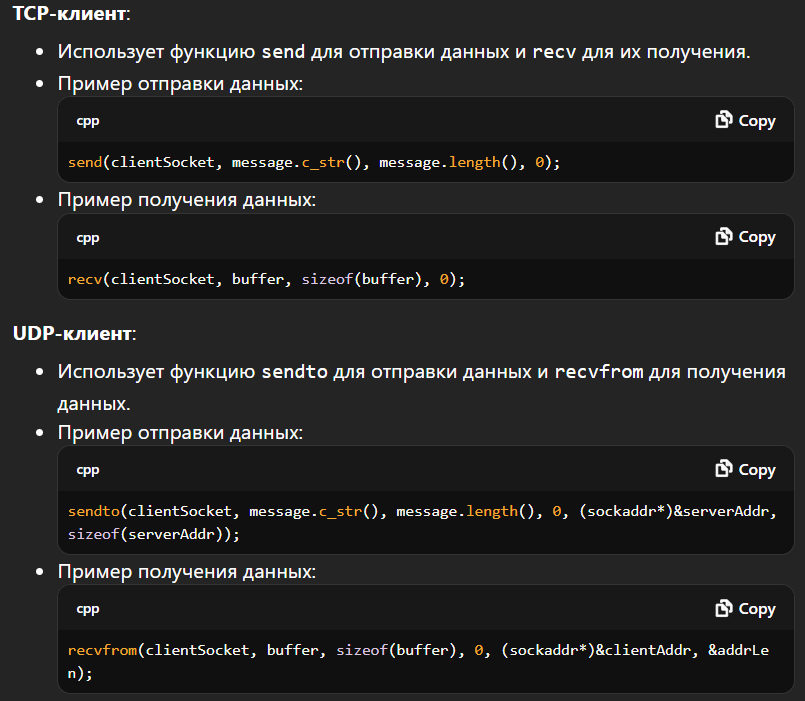 TCP-клиент:
• Использует функцию send для отправки данных и recv для их получения.
• Пример отправки данных:
cpp Copy
send(clientSocket, message.c_str(), message.length(), 0);
• Пример получения данных:
cpp Copy
recv(clientSocket, buffer, sizeof(buffer), 0);
UDP-клиент:
• Использует функцию sendto для отправки данных и recvfrom для получения
данных.
• Пример отправки данных:
cpp Copy
sendto(clientSocket, message.c_str(), message.length(), 0, (sockaddr*)&serverAddr,
sizeof(serverAddr));
• Пример получения данных:
cpp Copy
recvfrom(clientSocket, buffer, sizeof(buffer), 0, (sockaddr*)&clientAddr, &addrLe
n);